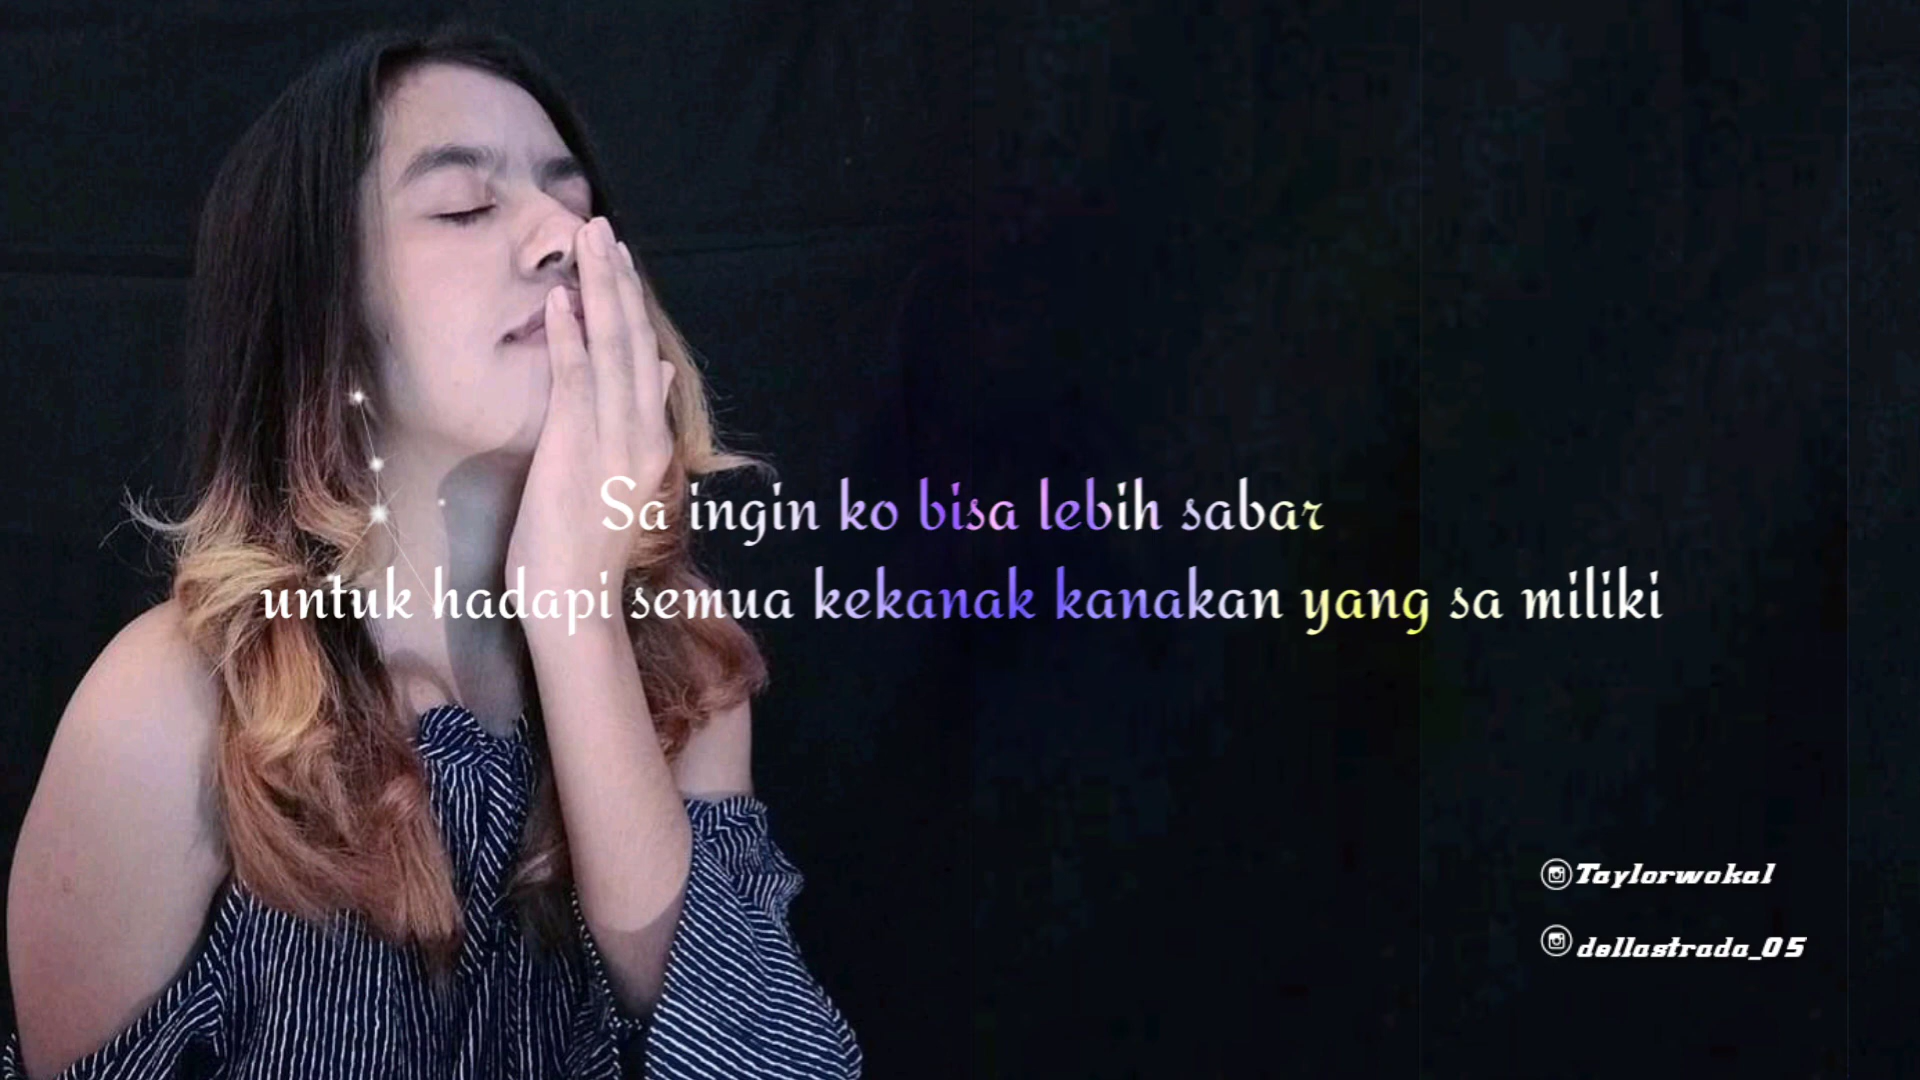 Sa ingin ko bisa lebih sabar
untuk hadapi semua kekanak kanakan yang sa miliki
Taylorwokal
dellastrada_05